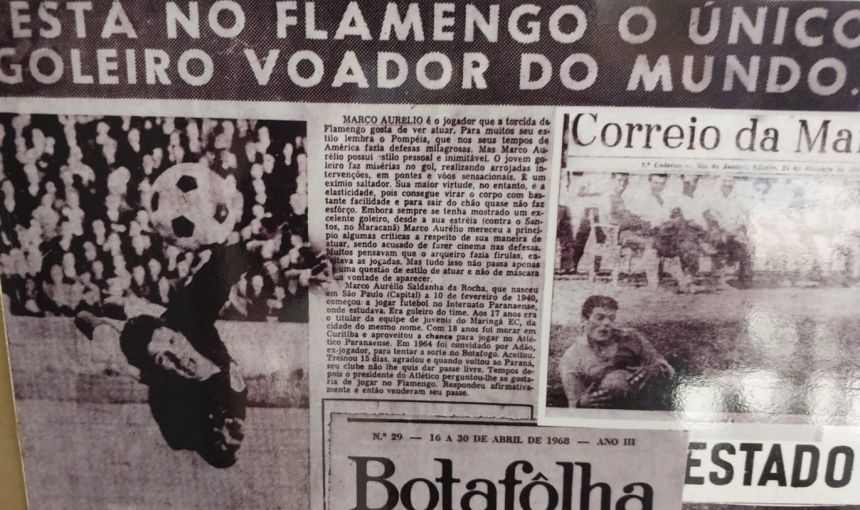 ESTÁ NO FLAMENGO O ÚNICO
GOLEIRO VOADOR DO MUNDO.
MARCO AURELIO é o jogador que a torcida do
Flamengo gosta de ver atuar. Para muitos seu es-
tilo lembra o Pompéia, que nos seus tempos de
América fazia defesas milagrosas. Mas Marco Au-
rélio possui estilo pessoal e inimitável. O jovem go-
leiro faz misérias no gol, realizando arrojadas
intervenções, em pontes e vôos sensacionais. E um
exímio saltador. Sua maior virtude, no entanto, é a
elasticidade, pois consegue virar o corpo com bas-
tante facilidade e para sair do chão quase não faz
esfôrço. Embora sempre se tenha mostrado um ex-
celente goleiro, desde a sua estréia (contra o San-
tos, no Maracanã) Marco Aurélio mereceu a princí-
pio algumas críticas a respeito de sua maneira de
atuar, sendo acusado de fazer cinema nas defesas.
Muitos pensavam que o arqueiro fazia firulas, en-
itava as jogadas. Mas tudo isso não passa apenas
uma questão de estilo de atuar e não de máscara
vontade de aparecer.
Marco Aurélio Saldanha da Rocha, que nasceu
em São Paulo (Capital) a 10 de fevereiro de 1940,
começou a jogar futebol no Internato Paranaense,
onde estudava. Era goleiro do time. Aos 17 anos era
o titular da equipe de juvenis do Maringá EC, da
cidade do mesmo nome. Com 18 anos foi morar em
Curitiba e aproveitou a chance para jogar no Atlé-
tico Paranaense. Em 1964 foi convidado por Adão,
ex-jogador, para tentar a sorte no Botafogo. Aceitou.
Treinou 15 dias, agradou e quando voltou ao Paraná,
seu clube não lhe quis dar passe livre. Tempos de-
pois o presidente do Atlético perguntou-lhe se gosta-
ria de jogar no Flamengo. Respondeu afirmativa-
mente e então venderam seu passe.
Correio da Ma
2.º Caderno
N.º 29 — 16 A 30 DE ABRIL DE 1968 — ANO III
Botafôlha
ESTADO